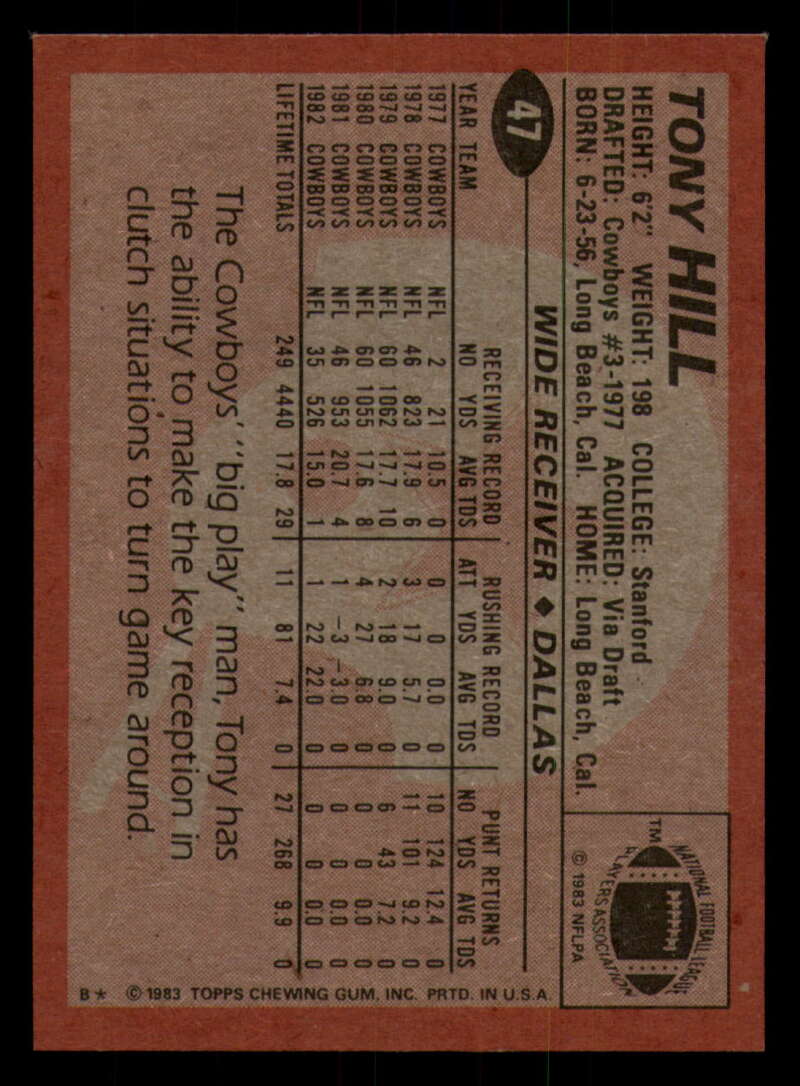 TONY HILL
HEIGHT: 6'2" WEIGHT: 198 COLLEGE: Stanford
DRAFTED: Cowboys #3-1977 ACQUIRED: Via Draft
BORN: 6-23-56, Long Beach, Cal. HOME: Long Beach, Cal.
NATIONAL FOOTBALL LEAGUE
PLAYERS ASSOCIATION
TM
© 1983 NFLPA
47
WIDE RECEIVER ♦ DALLAS
RECEIVING RECORD RUSHING RECORD PUNT RETURNS
YEAR TEAM NO YDS AVG TDS ATT YDS AVG TDS NO YDS AVG TDS
1977 COWBOYS NFL 2 21 10.5 0 0 0 0.0 0 10 124 12.4 0
1978 COWBOYS NFL 46 823 17.9 6 3 17 5.7 0 11 101 9.2 0
1979 COWBOYS NFL 60 1062 17.7 10 2 18 9.0 0 6 43 7.2 0
1980 COWBOYS NFL 60 1055 17.6 8 4 27 6.8 0 0 0 0.0 0
1981 COWBOYS NFL 46 953 20.7 4 1 -3 -3.0 0 0 0 0.0 0
1982 COWBOYS NFL 35 526 15.0 1 1 22 22.0 0 0 0 0.0 0
LIFETIME TOTALS 249 4440 17.8 29 11 81 7.4 0 27 268 9.9 0
The Cowboys' "big play" man, Tony has
the ability to make the key reception in
clutch situations to turn game around.
B* © 1983 TOPPS CHEWING GUM, INC. PRTD. IN U.S.A.